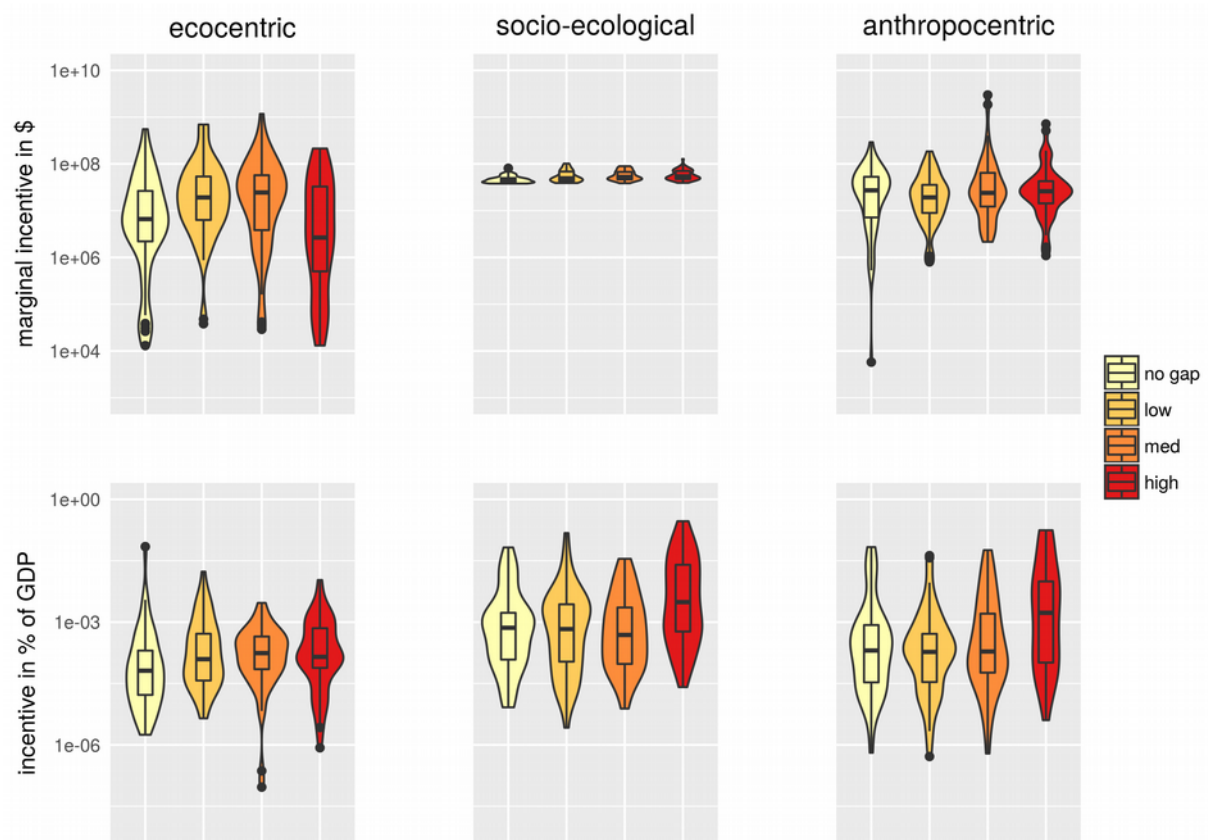 ecocentric
socio-ecological
anthropocentric
marginal incentive in $
1e+10
1e+08
1e+06
1e+04
no gap
low
med
high
incentive in % of GDP
1e+00
1e-03
1e-06